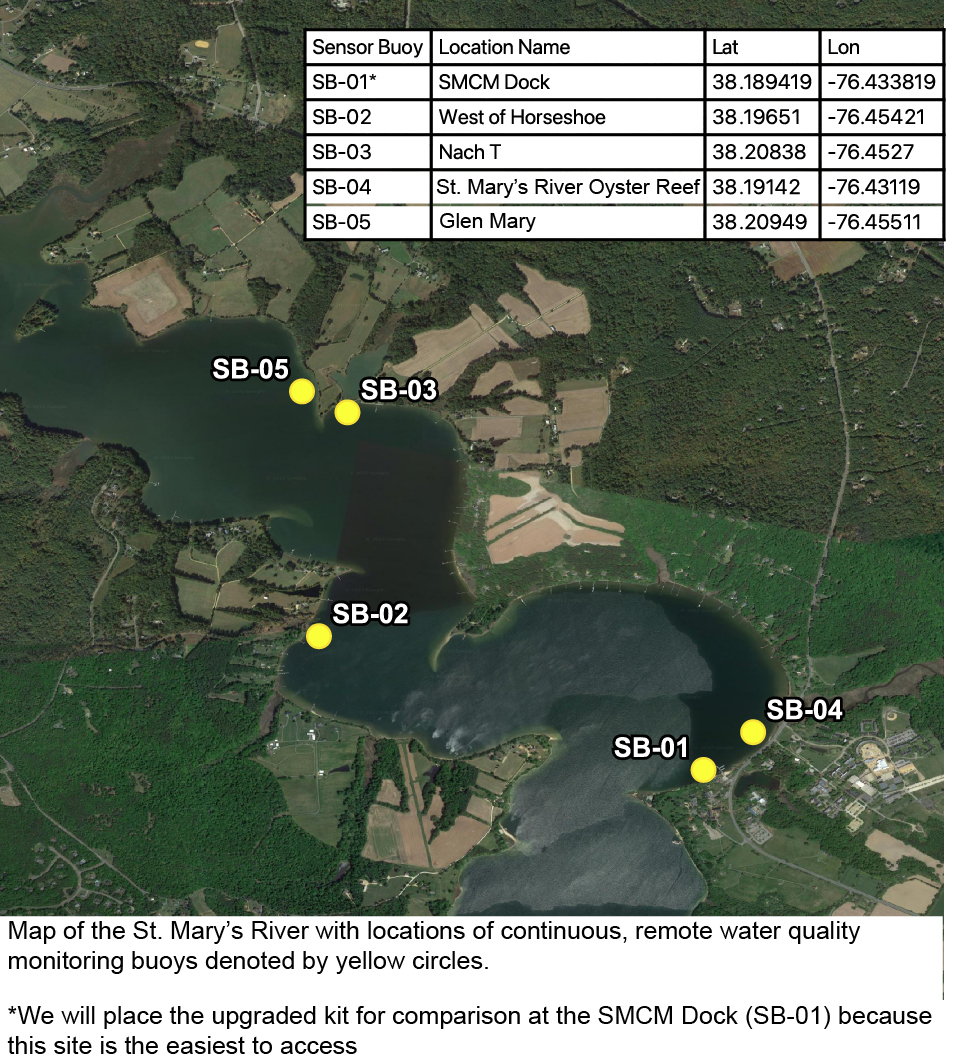 Sensor Buoy Location Name Lat Lon
SB-01* SMCM Dock 38.189419 -76.433819
SB-02 West of Horseshoe 38.19651 -76.45421
SB-03 Nach T 38.20838 -76.4527
SB-04 St. Mary's River Oyster Reef 38.19142 -76.43119
SB-05 Glen Mary 38.20949 -76.45511
SB-05
SB-03
SB-02
SB-04
SB-01
Map of the St. Mary's River with locations of continuous, remote water quality
monitoring buoys denoted by yellow circles.
*We will place the upgraded kit for comparison at the SMCM Dock (SB-01) because
this site is the easiest to access